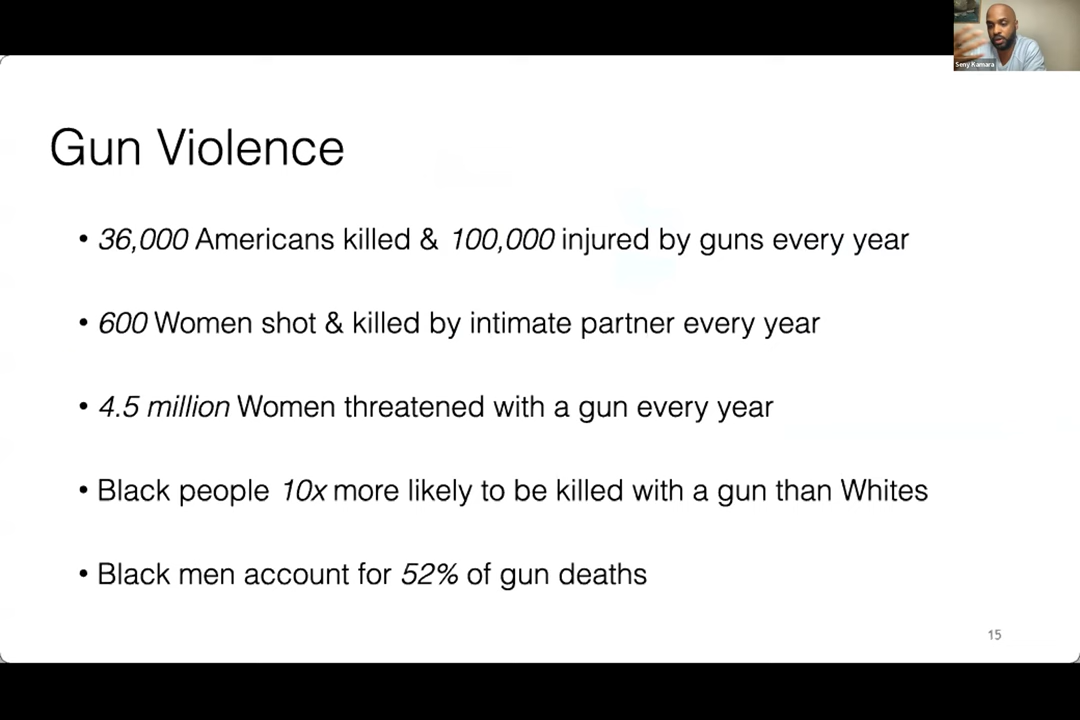 Seny Kamara
Gun Violence
• 36,000 Americans killed & 100,000 injured by guns every year
• 600 Women shot & killed by intimate partner every year
• 4.5 million Women threatened with a gun every year
• Black people 10x more likely to be killed with a gun than Whites
• Black men account for 52% of gun deaths
15